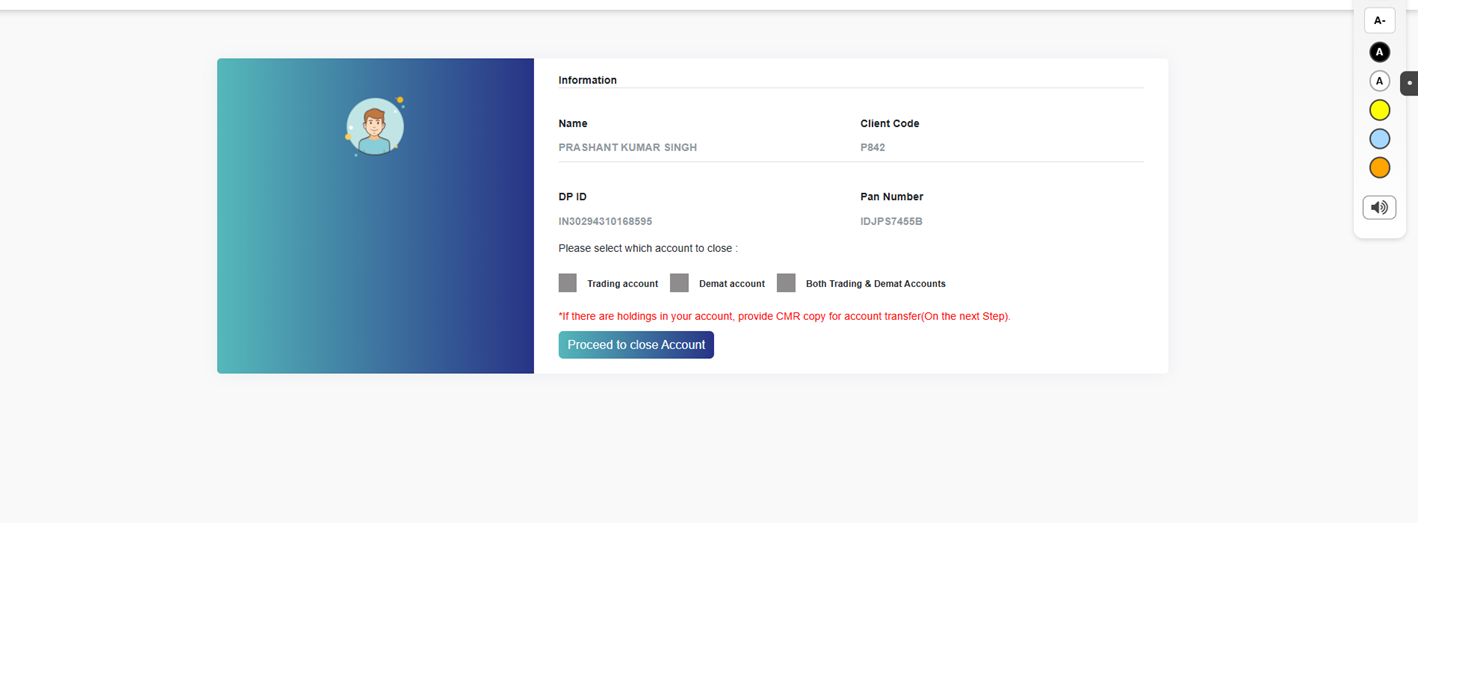 A-
A
A
Information
Name Client Code
PRASHANT KUMAR SINGH P842
DP ID Pan Number
IN30294310168595 IDJPS7455B
Please select which account to close :
Trading account Demat account Both Trading & Demat Accounts
*If there are holdings in your account, provide CMR copy for account transfer(On the next Step).
Proceed to close Account